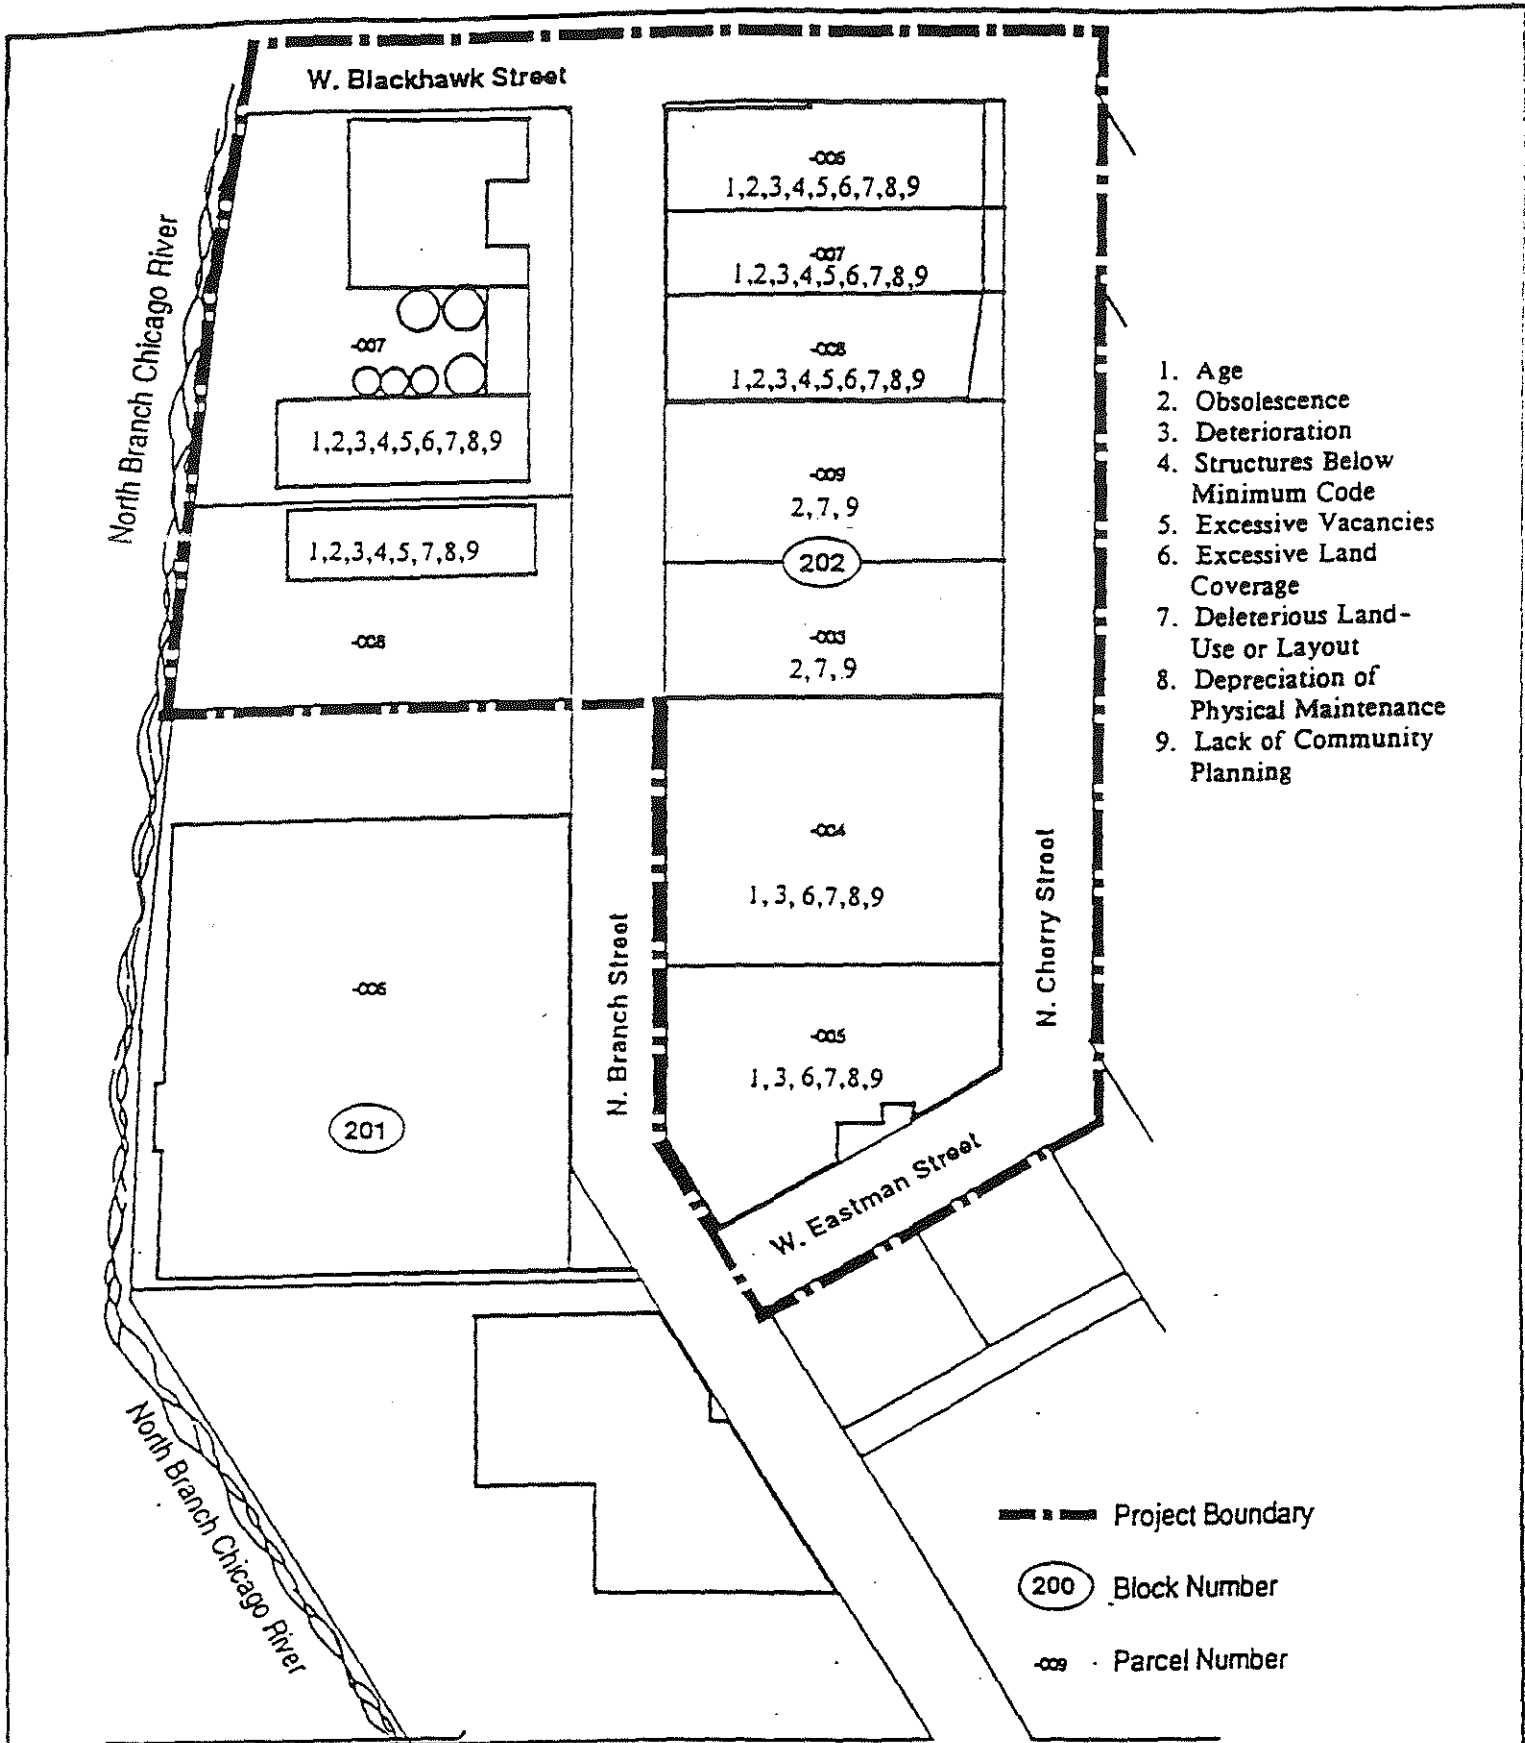 W. Blackhawk Street
North Branch Chicago River
-007
1,2,3,4,5,6,7,8,9
1,2,3,4,5,7,8,9
-008
-006
1,2,3,4,5,6,7,8,9
-007
1,2,3,4,5,6,7,8,9
-008
1,2,3,4,5,6,7,8,9
-009
2,7,9
202
-003
2,7,9
-004
1,3,6,7,8,9
-005
1,3,6,7,8,9
1. Age
2. Obsolescence
3. Deterioration
4. Structures Below
Minimum Code
5. Excessive Vacancies
6. Excessive Land
Coverage
7. Deleterious Land-
Use or Layout
8. Depreciation of
Physical Maintenance
9. Lack of Community
Planning
-006
201
N. Branch Street
N. Cherry Street
W. Eastman Street
North Branch Chicago River
Project Boundary
200 Block Number
-009 Parcel Number